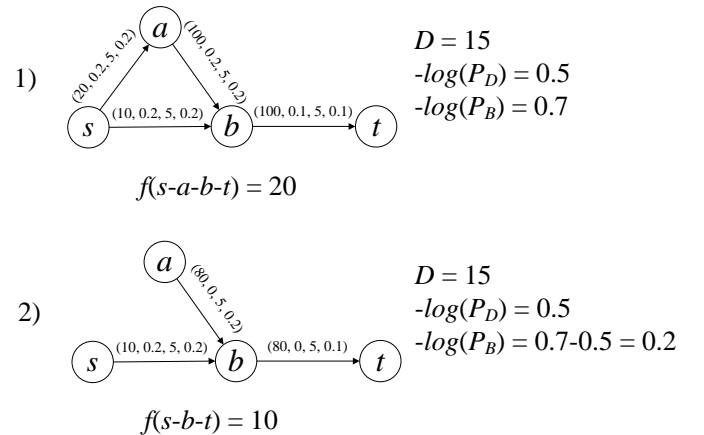 1)
a
(20, 0.2, 5, 0.2)
(100, 0.2, 5, 0.2)
s
(10, 0.2, 5, 0.2)
b
(100, 0.1, 5, 0.1)
t
D = 15
-log(P_D) = 0.5
-log(P_B) = 0.7
f(s-a-b-t) = 20
2)
a
(80, 0, 5, 0.2)
s
(10, 0.2, 5, 0.2)
b
(80, 0, 5, 0.1)
t
D = 15
-log(P_D) = 0.5
-log(P_B) = 0.7-0.5 = 0.2
f(s-b-t) = 10